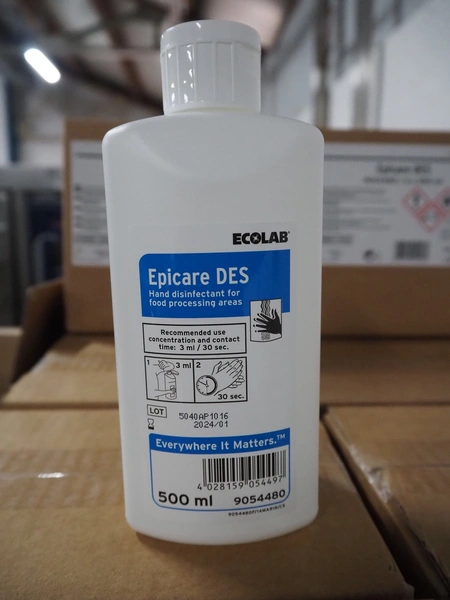 Epicare DES
ECOLAB®
Epicare DES
Hand disinfectant for
food processing areas
Recommended use
concentration and contact
time: 3 ml / 30 sec.
1 3 ml 2
30 sec.
LOT 5040AP1016
2024/01
Everywhere It Matters.™
4 028159 054497
500 ml 9054480